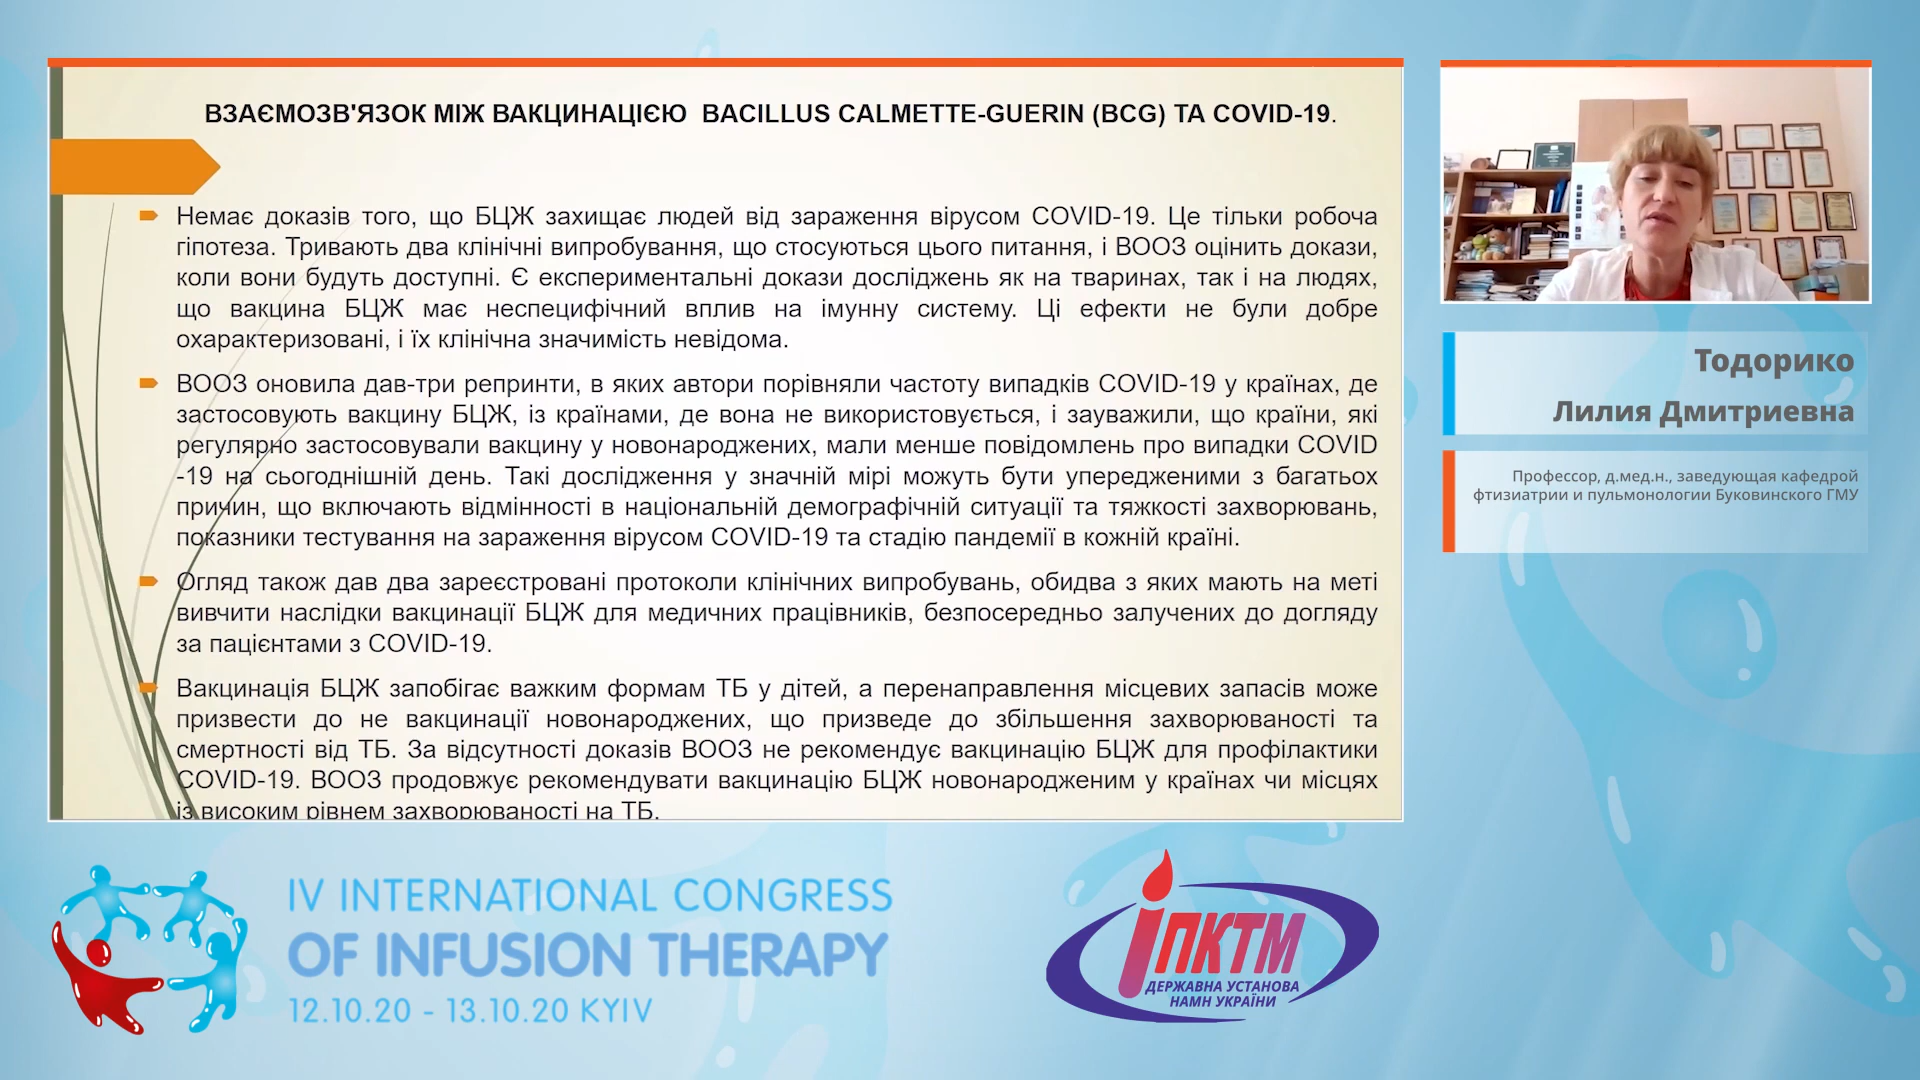 ВЗАЄМОЗВ'ЯЗОК МІЖ ВАКЦИНАЦІЄЮ BACILLUS CALMETTE-GUERIN (BCG) ТА COVID-19.
Немає доказів того, що БЦЖ захищає людей від зараження вірусом COVID-19. Це тільки робоча
гіпотеза. Тривають два клінічні випробування, що стосуються цього питання, і ВООЗ оцінить докази,
коли вони будуть доступні. Є експериментальні докази досліджень як на тваринах, так і на людях,
що вакцина БЦЖ має неспецифічний вплив на імунну систему. Ці ефекти не були добре
охарактеризовані, і їх клінічна значимість невідома.
ВООЗ оновила дав-три репринти, в яких автори порівняли частоту випадків COVID-19 у країнах, де
застосовують вакцину БЦЖ, із країнами, де вона не використовується, і зауважили, що країни, які
регулярно застосовували вакцину у новонароджених, мали менше повідомлень про випадки COVID
-19 на сьогоднішній день. Такі дослідження у значній мірі можуть бути упередженими з багатьох
причин, що включають відмінності в національній демографічній ситуації та тяжкості захворювань,
показники тестування на зараження вірусом COVID-19 та стадію пандемії в кожній країні.
Огляд також дав два зареєстровані протоколи клінічних випробувань, обидва з яких мають на меті
вивчити наслідки вакцинації БЦЖ для медичних працівників, безпосередньо залучених до догляду
за пацієнтами з COVID-19.
Вакцинація БЦЖ запобігає важким формам ТБ у дітей, а перенаправлення місцевих запасів може
призвести до не вакцинації новонароджених, що призведе до збільшення захворюваності та
смертності від ТБ. За відсутності доказів ВООЗ не рекомендує вакцинацію БЦЖ для профілактики
COVID-19. ВООЗ продовжує рекомендувати вакцинацію БЦЖ новонародженим у країнах чи місцях
із високим рівнем захворюваності на ТБ.
Тодорико
Лилия Дмитриевна
Профессор, д.мед.н., заведующая кафедрой
фтизиатрии и пульмонологии Буковинского ГМУ
IV INTERNATIONAL CONGRESS
OF INFUSION THERAPY
12.10.20 - 13.10.20 KYIV
ІПКТМ
ДЕРЖАВНА УСТАНОВА
НАМН УКРАЇНИ